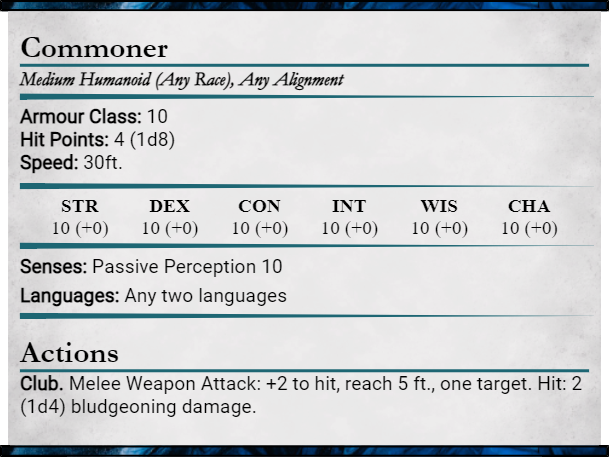 Commoner
Medium Humanoid (Any Race), Any Alignment
Armour Class: 10
Hit Points: 4 (1d8)
Speed: 30ft.
STR DEX CON INT WIS CHA
10 (+0) 10 (+0) 10 (+0) 10 (+0) 10 (+0) 10 (+0)
Senses: Passive Perception 10
Languages: Any two languages
Actions
Club. Melee Weapon Attack: +2 to hit, reach 5 ft., one target. Hit: 2
(1d4) bludgeoning damage.